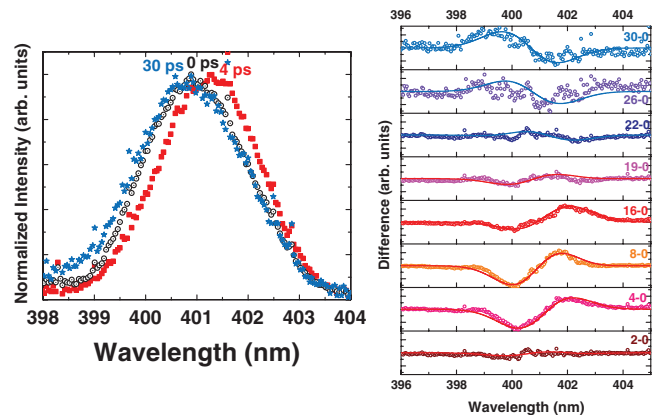 Normalized Intensity (arb. units)
30 ps
0 ps
4 ps
398 399 400 401 402 403 404
Wavelength (nm)
396 398 400 402 404
Difference (arb. units)
30-0
26-0
22-0
19-0
16-0
8-0
4-0
2-0
396 398 400 402 404
Wavelength (nm)